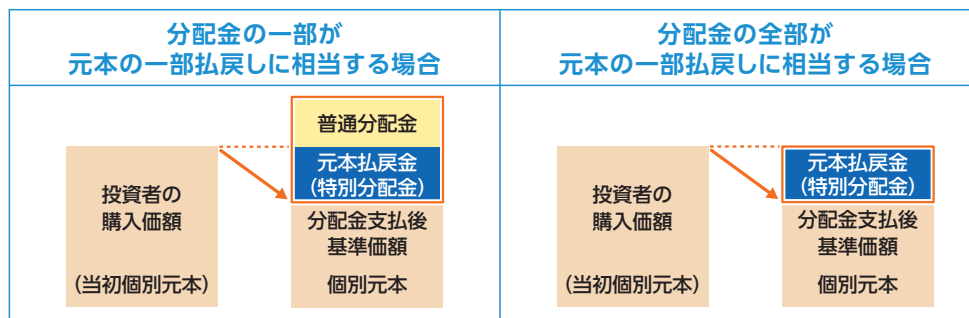 分配金の一部が
元本の一部払戻しに相当する場合
分配金の全部が
元本の一部払戻しに相当する場合
投資者の
購入価額
(当初個別元本)
普通分配金
元本払戻金
(特別分配金)
分配金支払後
基準価額
個別元本
投資者の
購入価額
(当初個別元本)
元本払戻金
(特別分配金)
分配金支払後
基準価額
個別元本